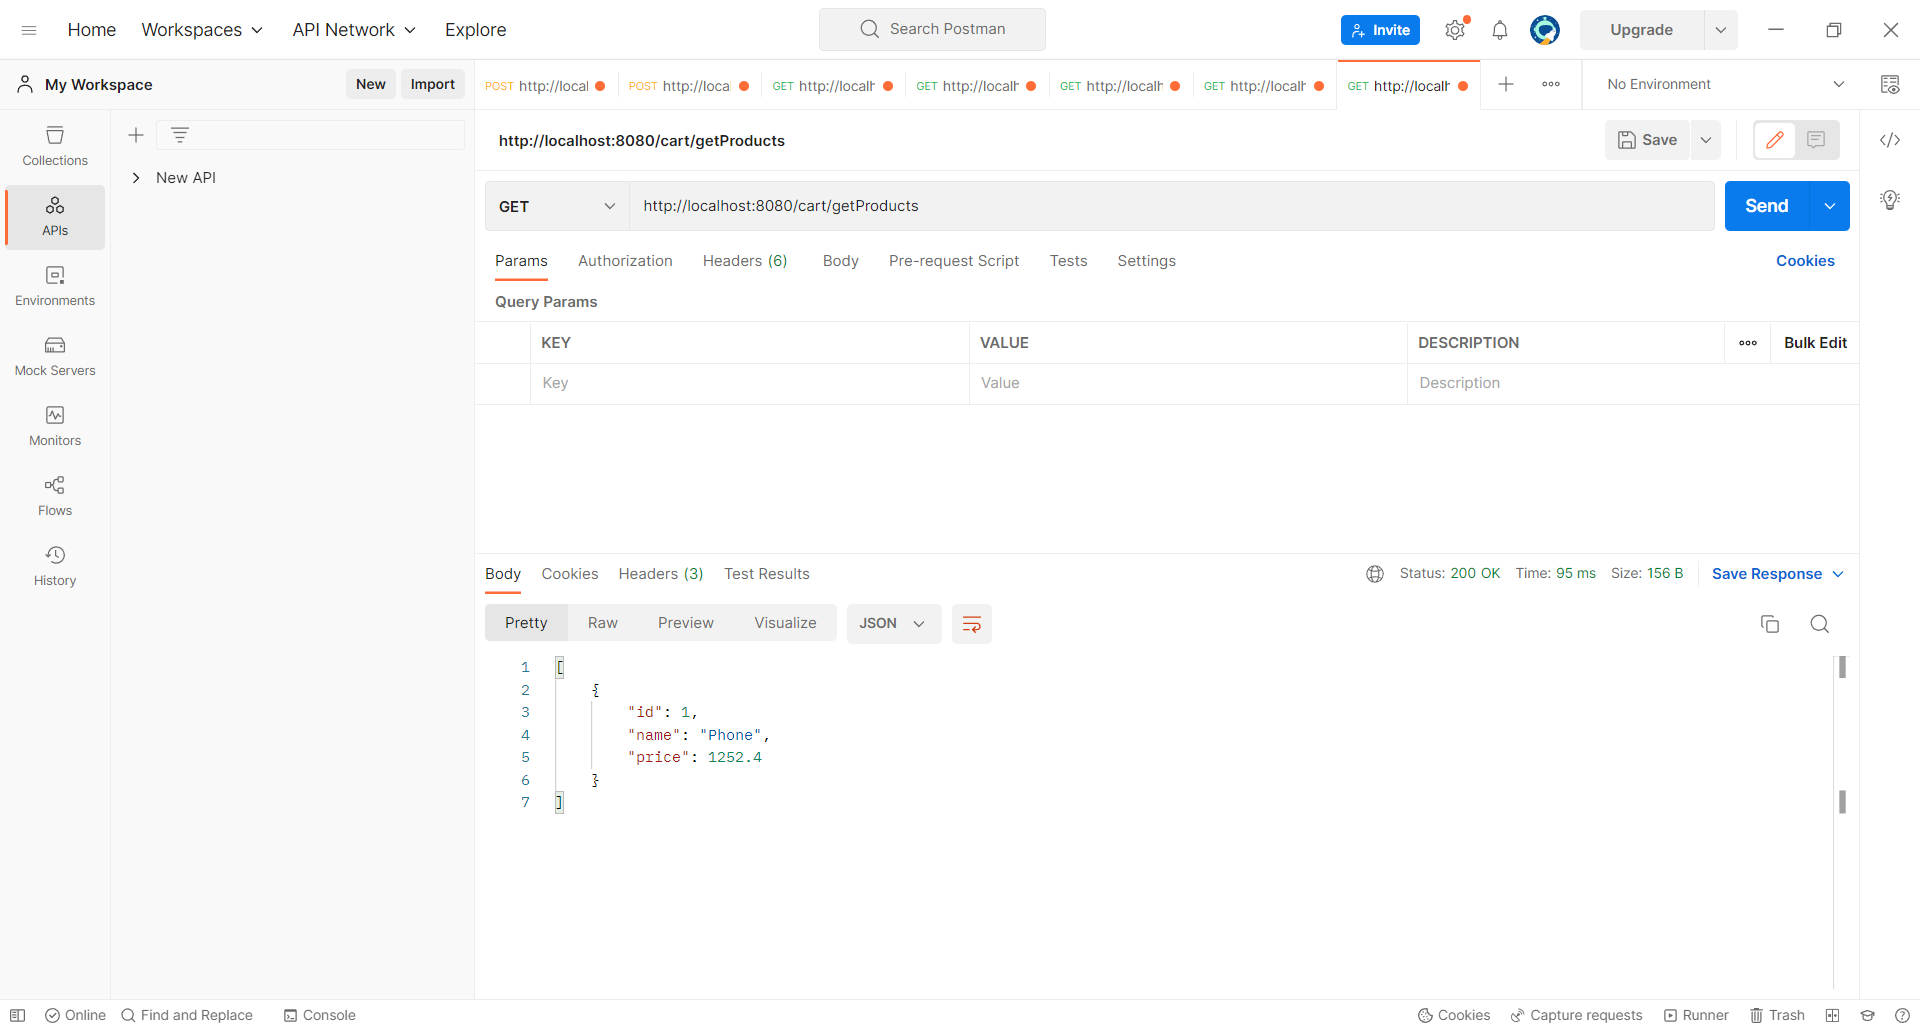 Home Workspaces API Network Explore Search Postman Invite Upgrade
My Workspace New Import POST http://local POST http://local GET http://localh GET http://localh GET http://localh GET http://localh GET http://localh No Environment
Collections
APIs
Environments
Mock Servers
Monitors
Flows
History
New API
http://localhost:8080/cart/getProducts Save
GET http://localhost:8080/cart/getProducts Send
Params Authorization Headers (6) Body Pre-request Script Tests Settings Cookies
Query Params
KEY VALUE DESCRIPTION Bulk Edit
Key Value Description
Body Cookies Headers (3) Test Results Status: 200 OK Time: 95 ms Size: 156 B Save Response
Pretty Raw Preview Visualize JSON
1 [
2 {
3 "id": 1,
4 "name": "Phone",
5 "price": 1252.4
6 }
7 ]
Online Find and Replace Console Cookies Capture requests Runner Trash